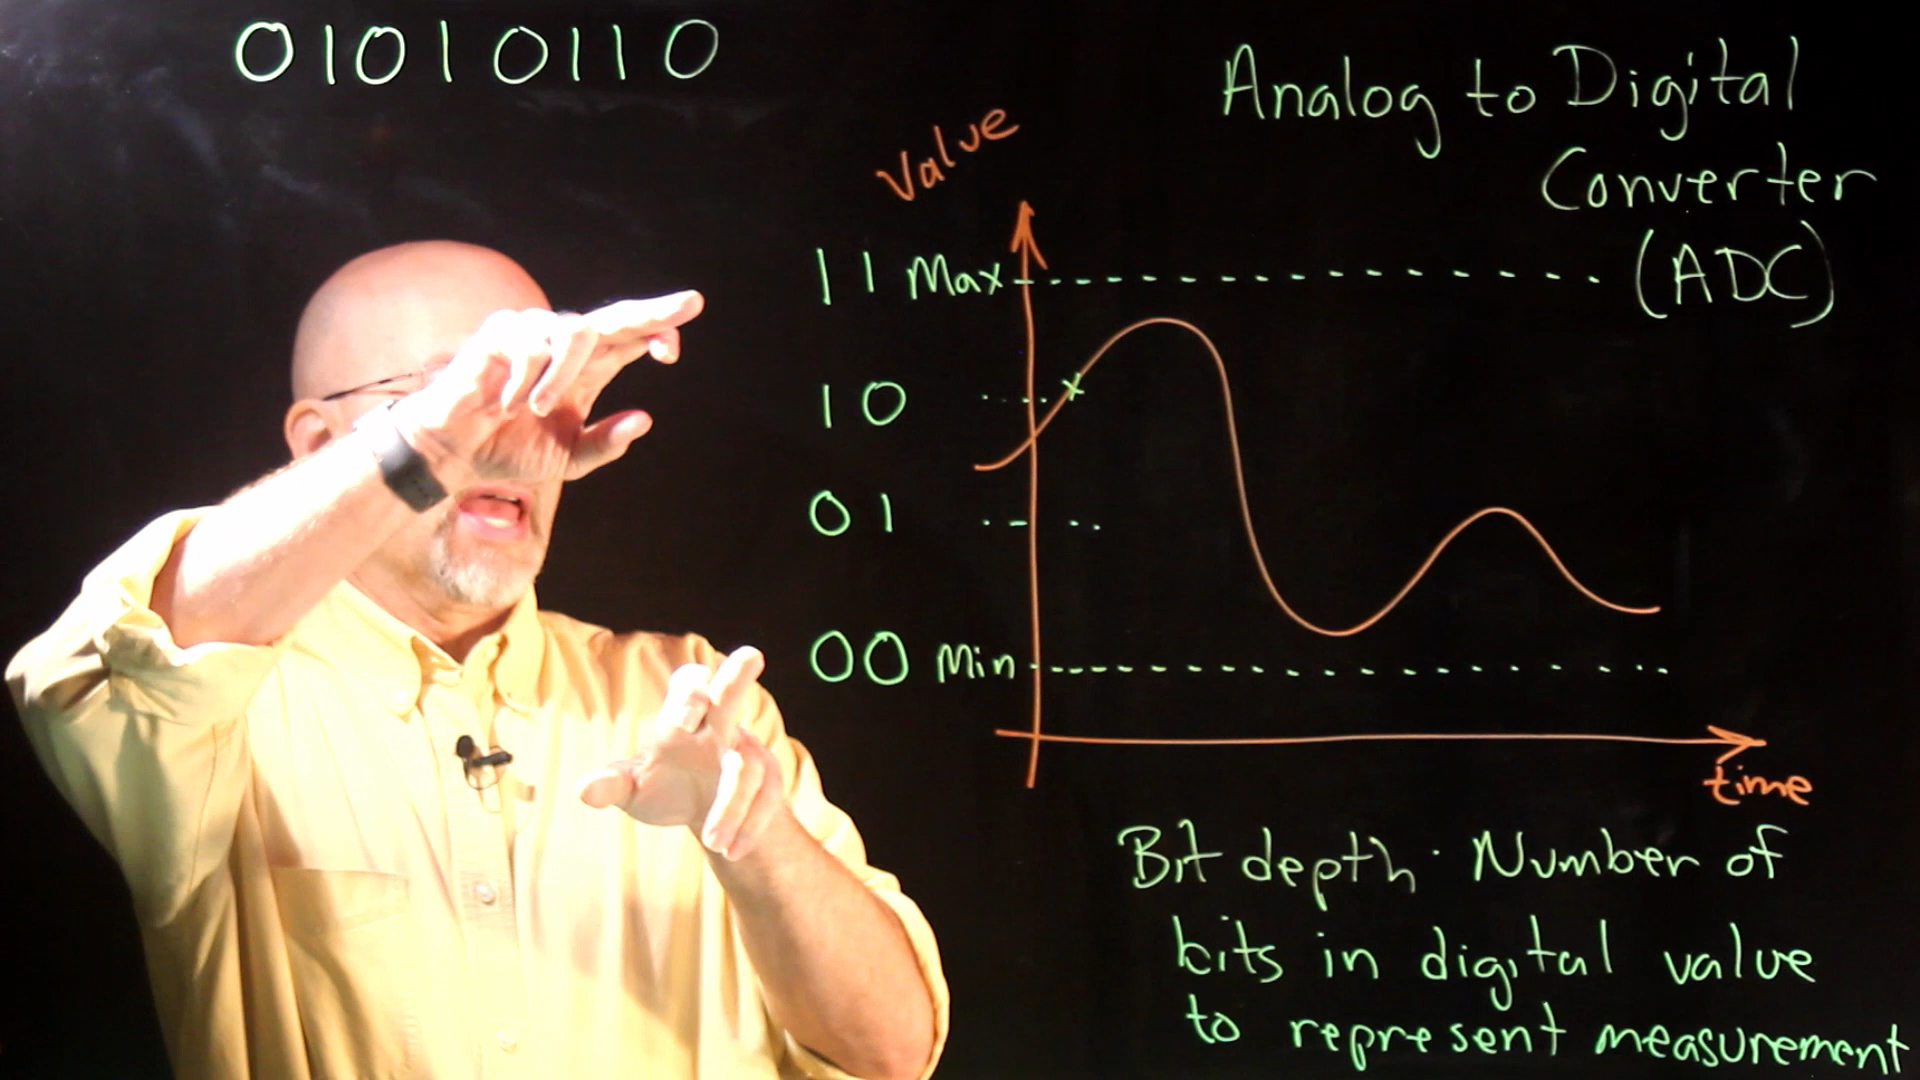 01010110
Analog to Digital
Converter
(ADC)
Value
11 Max
10
01
00 Min
time
Bit depth. Number of
bits in digital value
to represent measurement